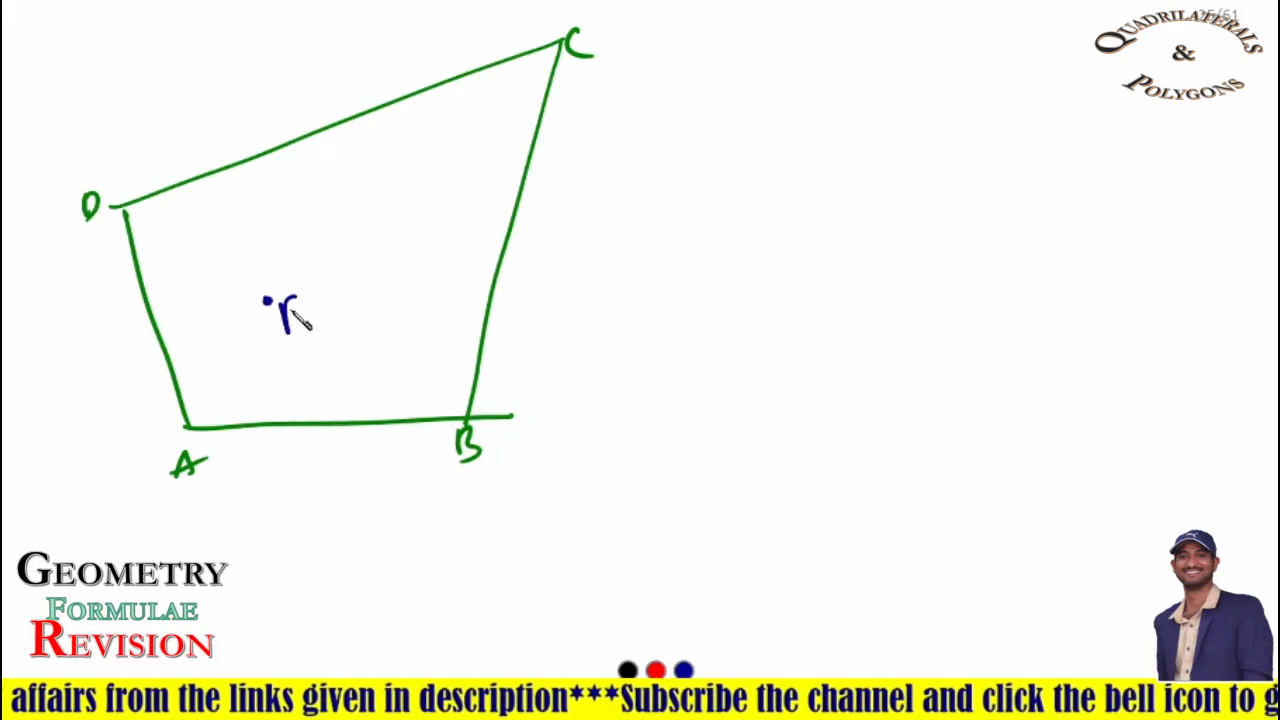 C
QUADRILATERALS
&
POLYGONS
D
A
B
GEOMETRY
FORMULAE
REVISION
affairs from the links given in description***Subscribe the channel and click the bell icon to g